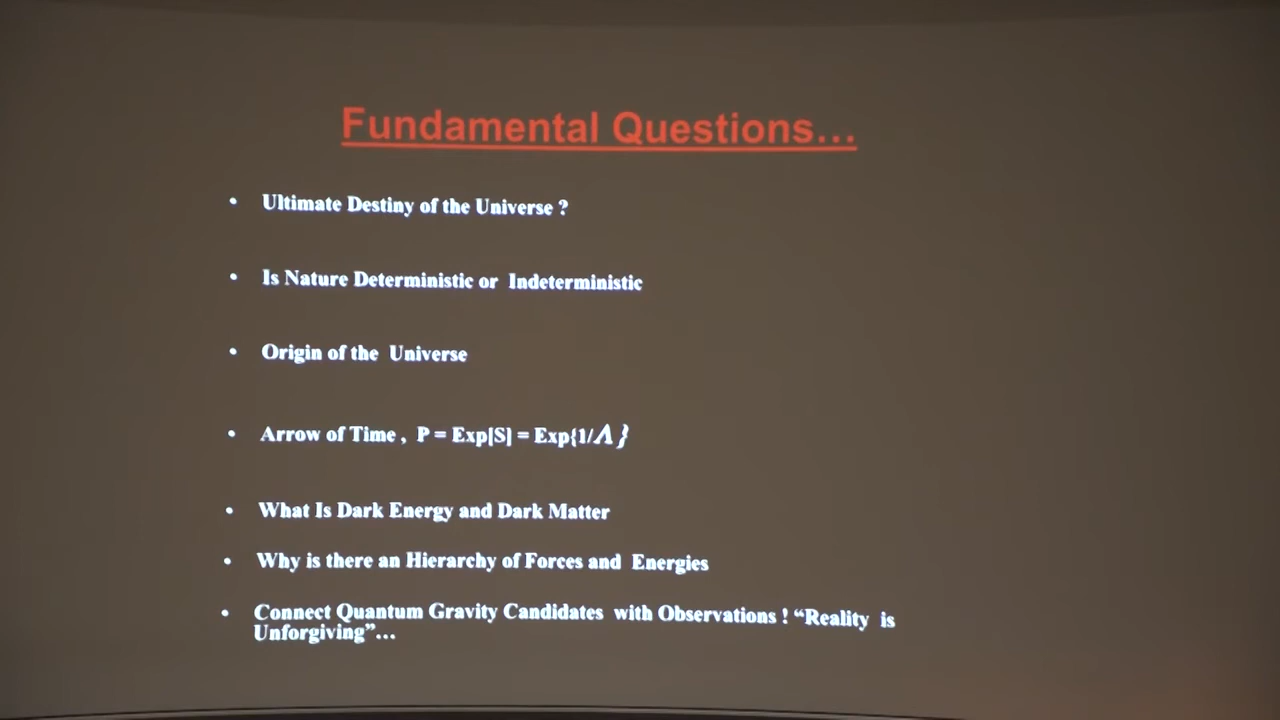 Fundamental Questions...
• Ultimate Destiny of the Universe ?
• Is Nature Deterministic or Indeterministic
• Origin of the Universe
• Arrow of Time , P = Exp[S] = Exp{1/Λ}
• What Is Dark Energy and Dark Matter
• Why is there an Hierarchy of Forces and Energies
• Connect Quantum Gravity Candidates with Observations ! “Reality is
Unforgiving”...